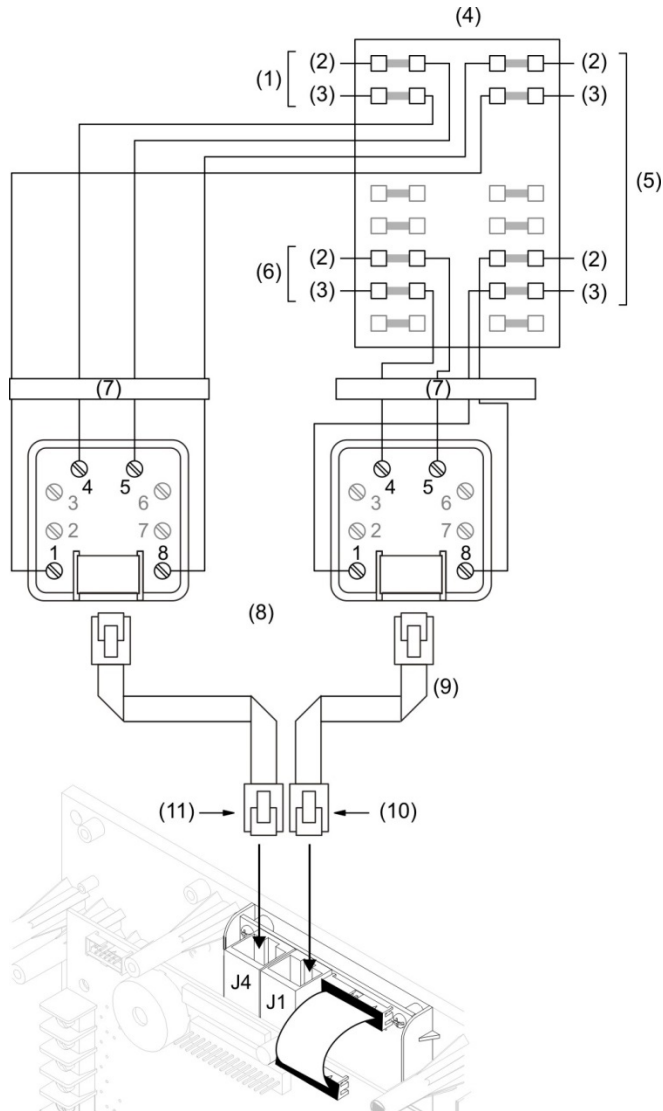 (4)
(1) (2) (2)
(3) (3)
(5)
(6) (2) (2)
(3) (3)
(7) (7)
4 5 4 5
3 6 3 6
2 7 2 7
1 8 1 8
(8)
(9)
(11) (10)
J4 J1